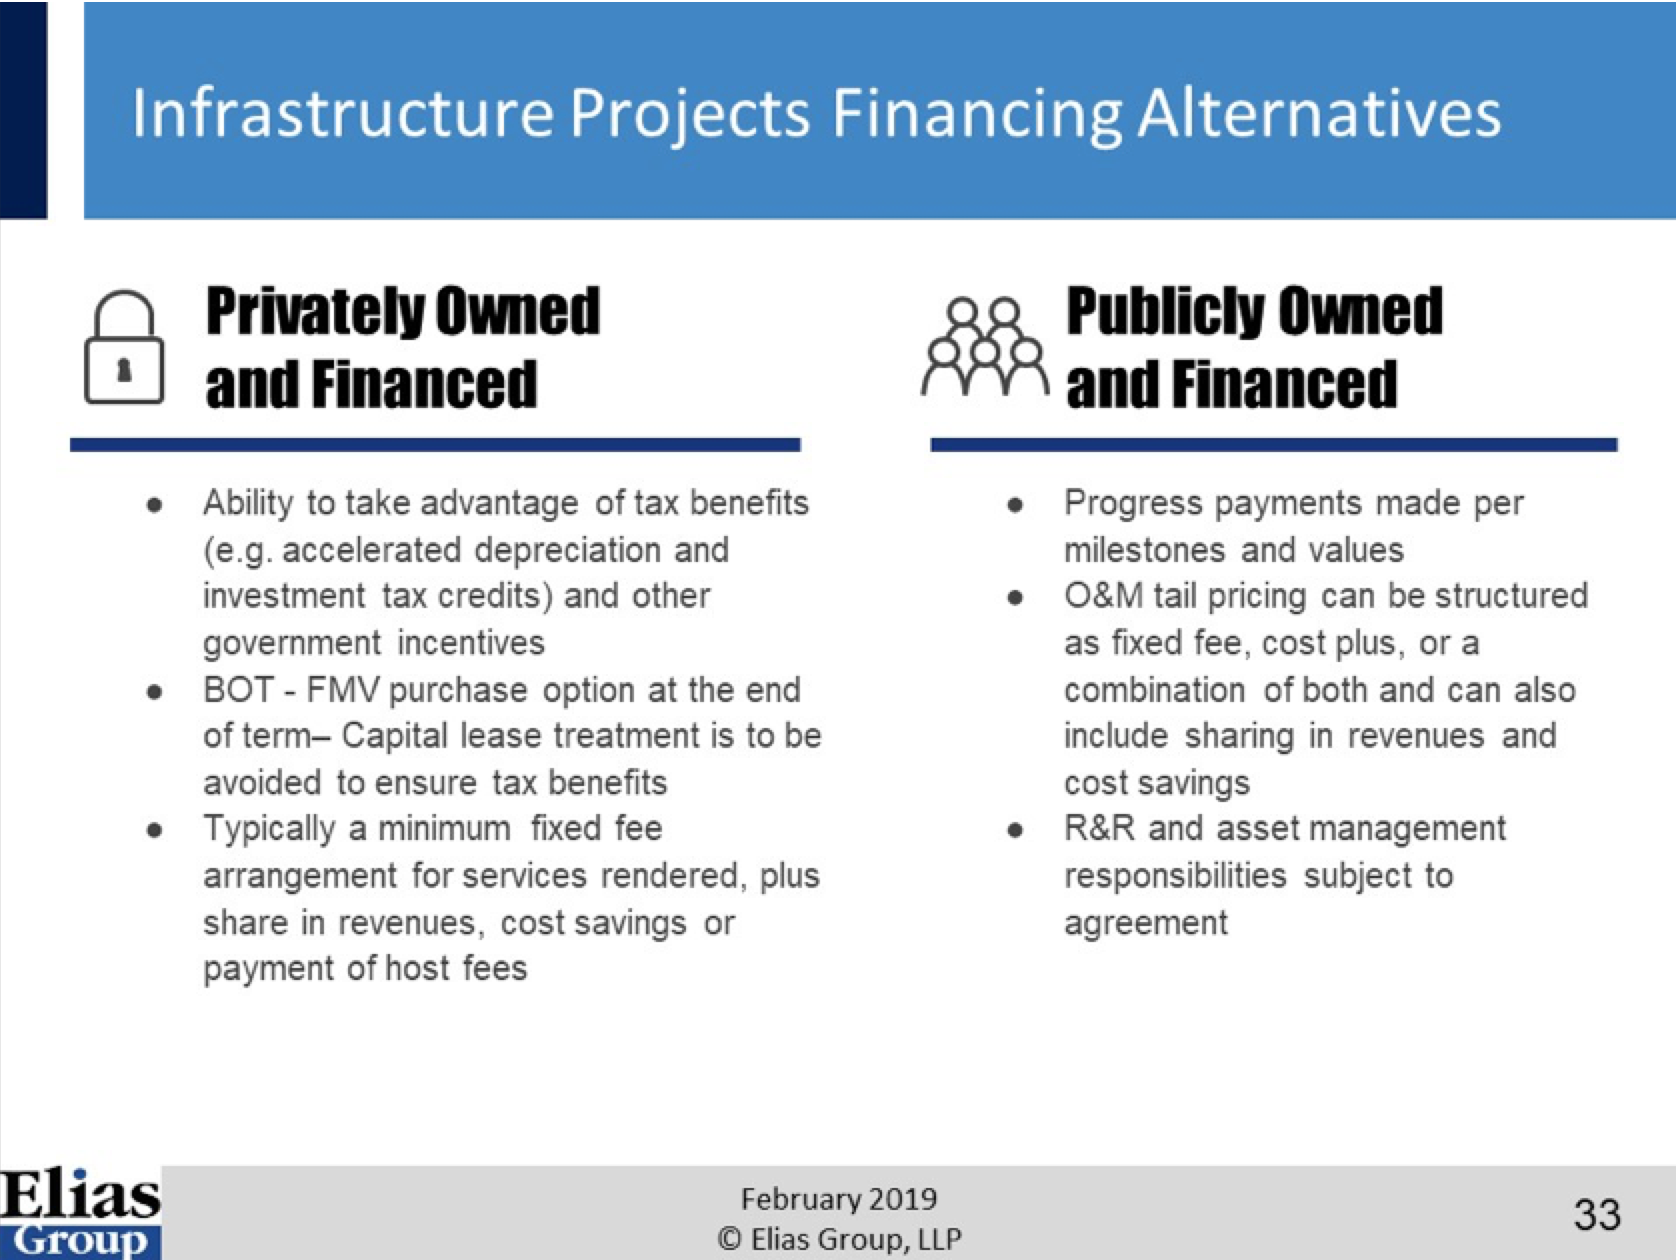 Infrastructure Projects Financing Alternatives
Privately Owned
and Financed
● Ability to take advantage of tax benefits
(e.g. accelerated depreciation and
investment tax credits) and other
government incentives
● BOT - FMV purchase option at the end
of term– Capital lease treatment is to be
avoided to ensure tax benefits
● Typically a minimum fixed fee
arrangement for services rendered, plus
share in revenues, cost savings or
payment of host fees
Publicly Owned
and Financed
● Progress payments made per
milestones and values
● O&M tail pricing can be structured
as fixed fee, cost plus, or a
combination of both and can also
include sharing in revenues and
cost savings
● R&R and asset management
responsibilities subject to
agreement
Elias
Group
February 2019
© Elias Group, LLP
33